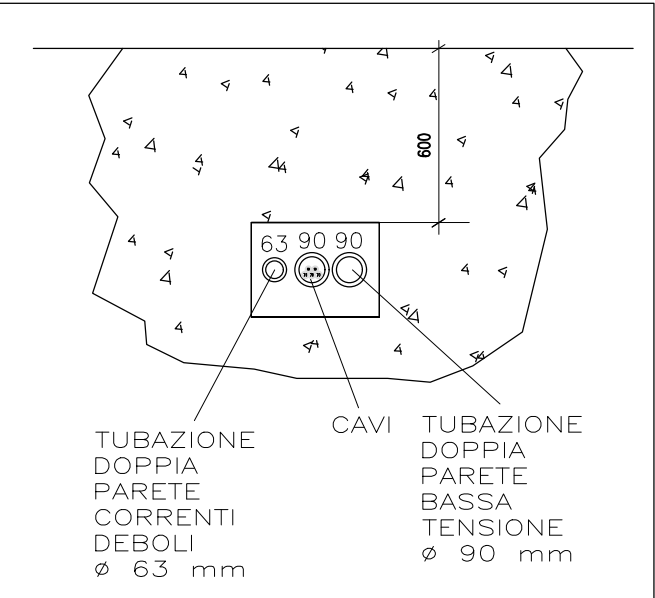 600
63 90 90
TUBAZIONE
DOPPIA
PARETE
CORRENTI
DEBOLI
Ø 63 mm
CAVI
TUBAZIONE
DOPPIA
PARETE
BASSA
TENSIONE
Ø 90 mm